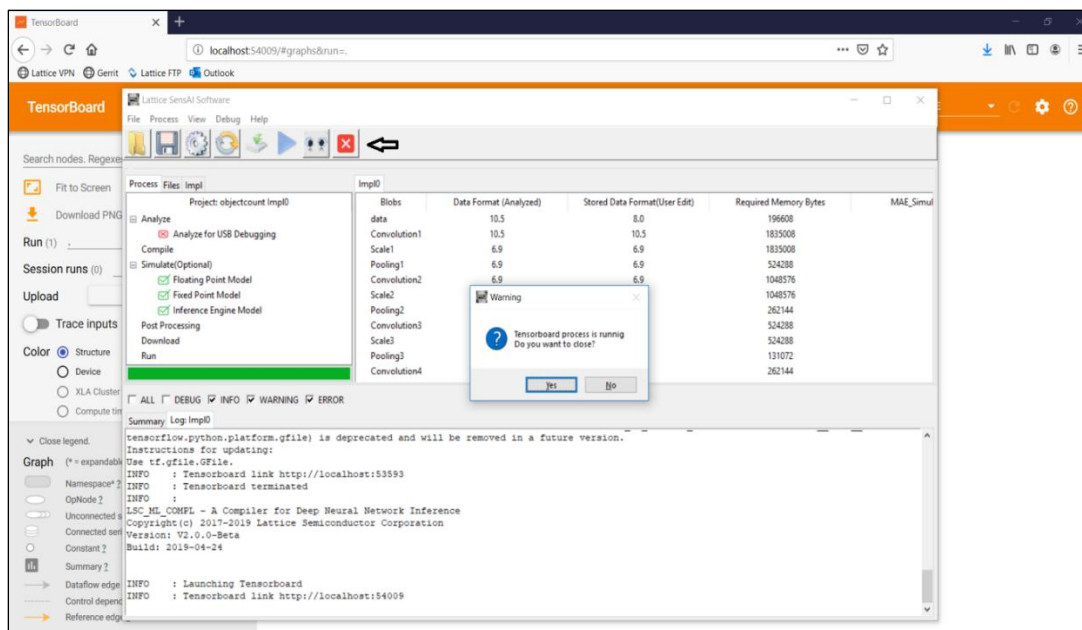 TensorBoard
localhost:54009/#graphs&run=.
Lattice VPN Gerrit Lattice FTP Outlook
TensorBoard
Search nodes. Regexe
Fit to Screen
Download PNG
Run (1) .
Session runs (0)
Upload
Trace inputs
Color Structure
Device
XLA Cluster
Compute tim
Close legend.
Graph (* = expandabl
Namespace* ?
OpNode ?
Unconnected s
Connected seri
Constant ?
Summary ?
Dataflow edge
Control depend
Reference edge
Lattice SensAI Software
File Process View Debug Help
Process Files Impl
Project: objectcount Impl0
Analyze
Analyze for USB Debugging
Compile
Simulate(Optional)
Floating Point Model
Fixed Point Model
Inference Engine Model
Post Processing
Download
Run
Impl0
Blobs Data Format (Analyzed) Stored Data Format(User Edit) Required Memory Bytes MAE_Simul
data 10.5 8.0 196608
Convolution1 10.5 10.5 1835008
Scale1 6.9 6.9 1835008
Pooling1 6.9 6.9 524288
Convolution2 6.9 6.9 1048576
Scale2 1048576
Pooling2 262144
Convolution3 524288
Scale3 524288
Pooling3 131072
Convolution4 262144
Warning
Tensorboard process is runnig
Do you want to close?
Yes No
ALL DEBUG INFO WARNING ERROR
Summary Log: Impl0
tensorflow.python.platform.gfile) is deprecated and will be removed in a future version.
Instructions for updating:
Use tf.gfile.GFile.
INFO : Tensorboard link http://localhost:53593
INFO : Tensorboard terminated
INFO :
LSC_ML_COMPL - A Compiler for Deep Neural Network Inference
Copyright(c) 2017-2019 Lattice Semiconductor Corporation
Version: V2.0.0-Beta
Build: 2019-04-24
INFO : Launching Tensorboard
INFO : Tensorboard link http://localhost:54009